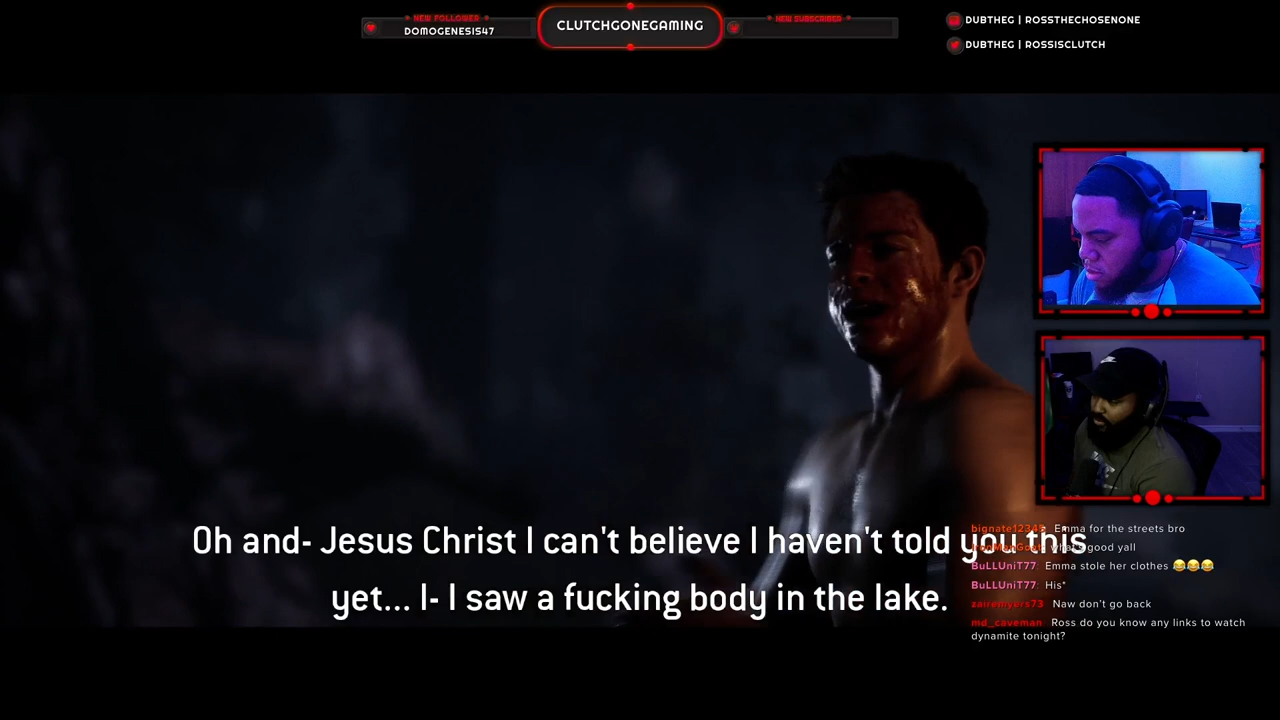 NEW FOLLOWER
DOMOGENESIS47
CLUTCHGONEGAMING
NEW SUBSCRIBER
DUBTHEG | ROSSTHECHOSENONE
DUBTHEG | ROSSISCLUTCH
Oh and- Jesus Christ I can't believe I haven't told you this
yet... I- I saw a fucking body in the lake.
bignate12345 Emma for the streets bro
what's good yall
BuLLUniT77: Emma stole her clothes 😂😂😂
BuLLUniT77: His*
zairemyers73 Naw don't go back
md_caveman Ross do you know any links to watch
dynamite tonight?